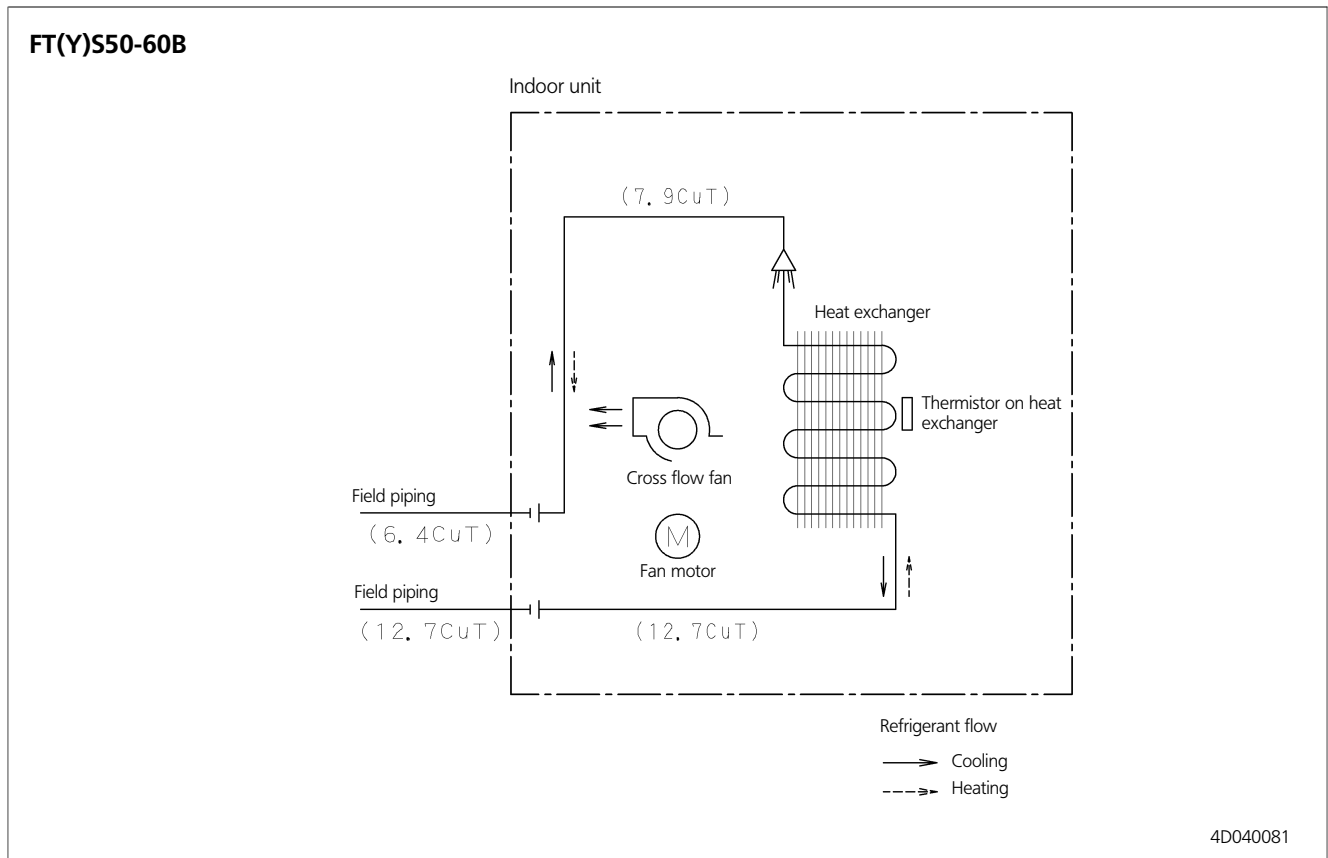 FT(Y)S50-60B
Indoor unit
(7.9CuT)
Heat exchanger
Thermistor on heat
exchanger
Cross flow fan
Field piping
(6.4CuT)
M
Fan motor
Field piping
(12.7CuT)
(12.7CuT)
Refrigerant flow
Cooling
Heating
4D040081